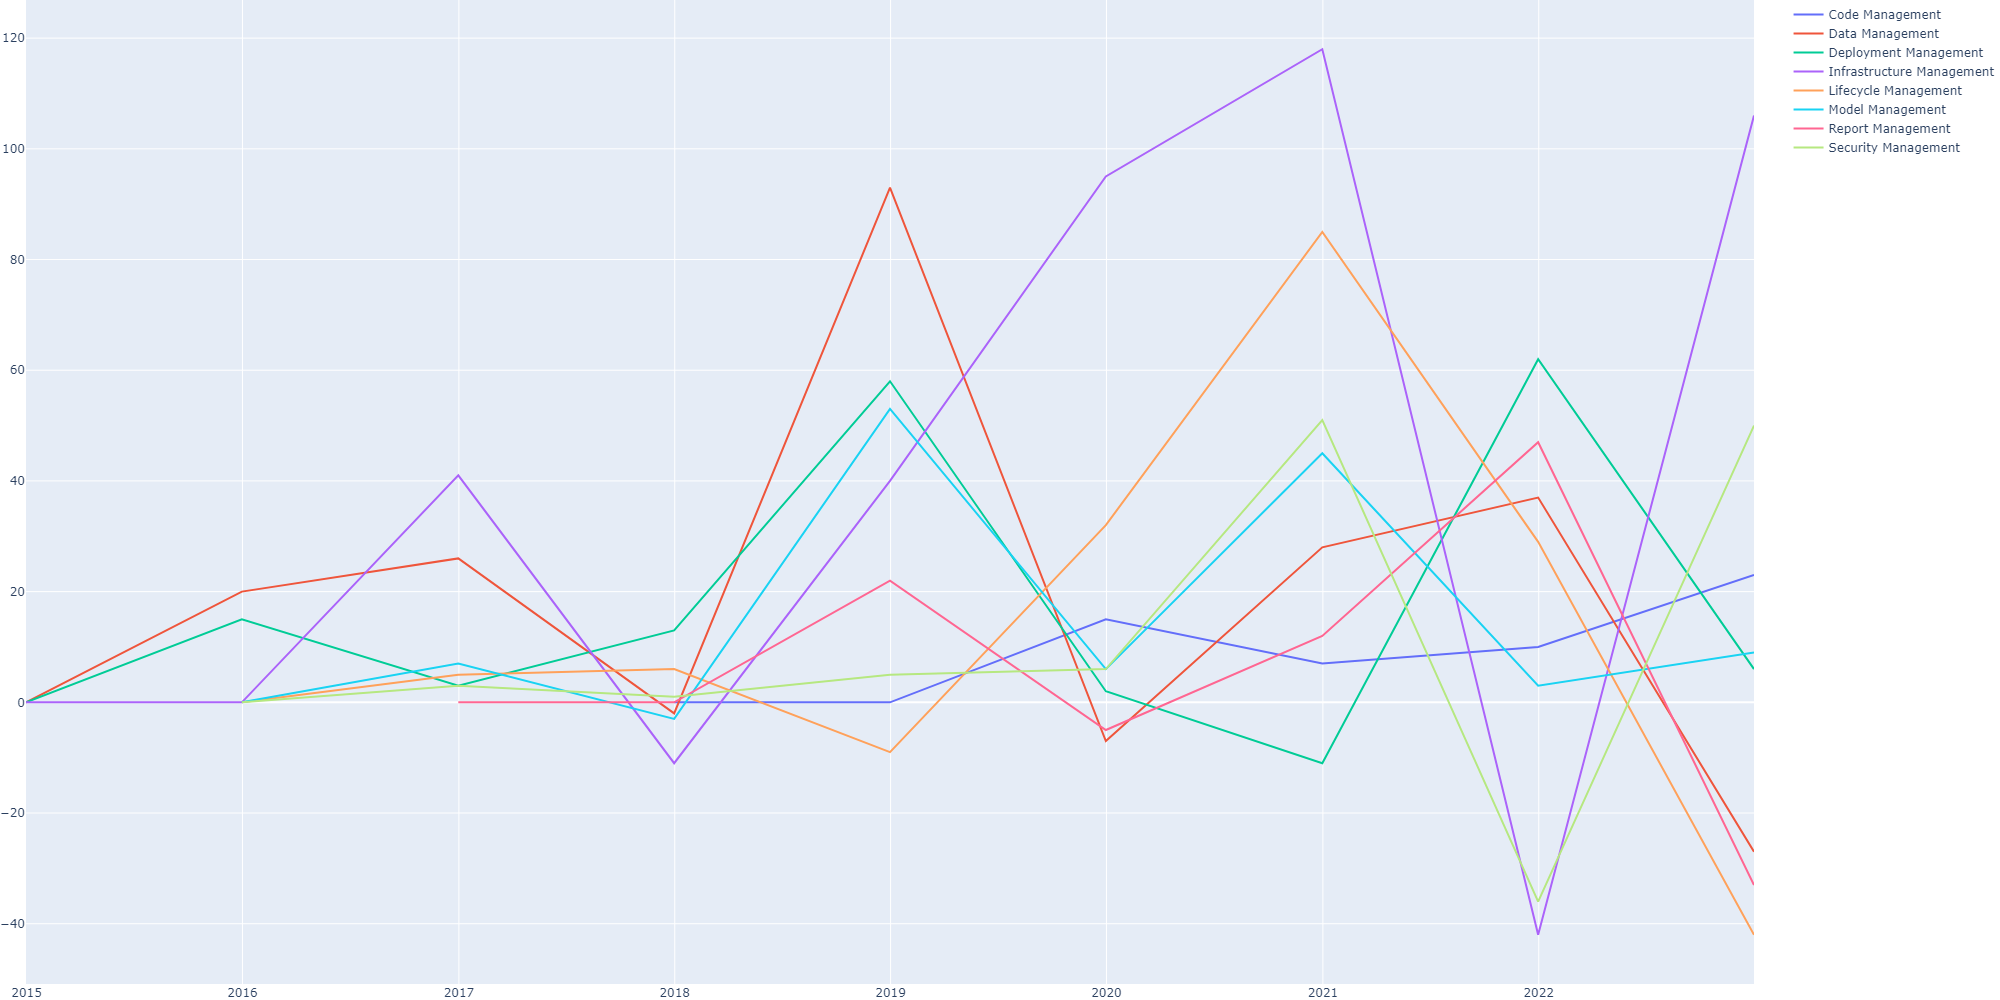 120
100
80
60
40
20
0
−20
−40
2015 2016 2017 2018 2019 2020 2021 2022
Code Management
Data Management
Deployment Management
Infrastructure Management
Lifecycle Management
Model Management
Report Management
Security Management